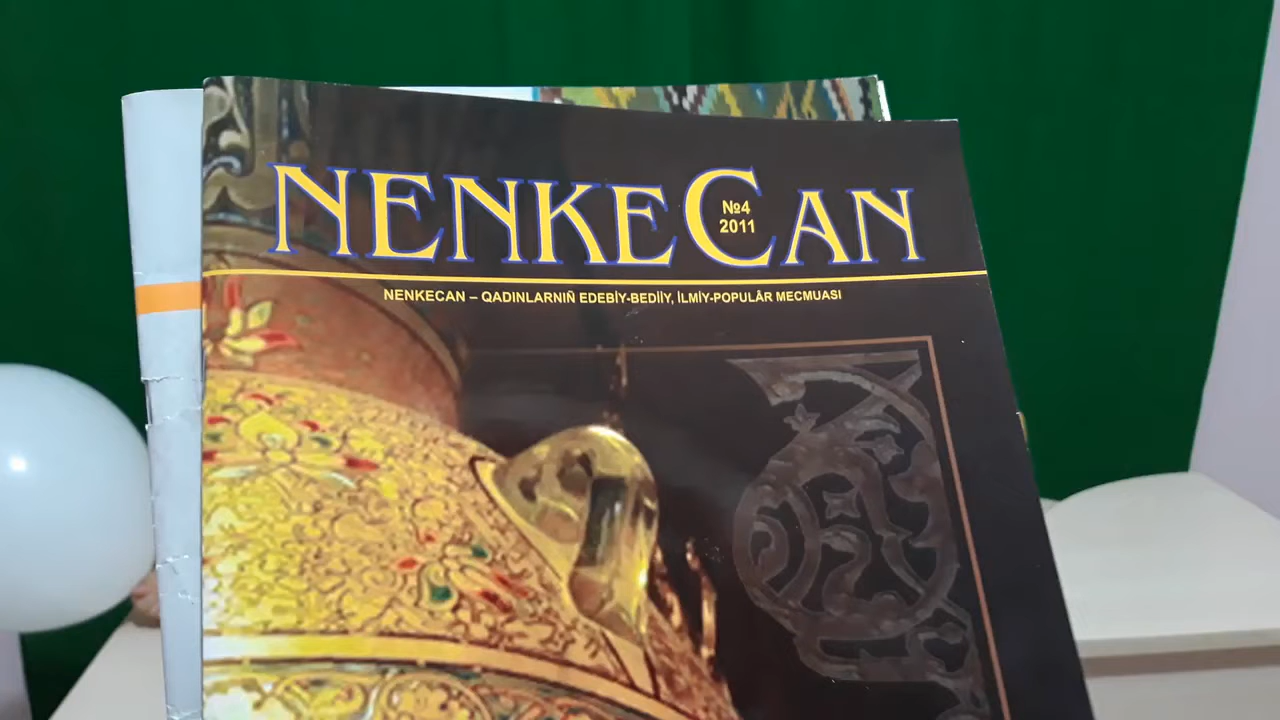 NENKECAN
№4
2011
NENKECAN – QADINLARNIÑ EDEBİY-BEDİİY, İLMİY-POPULÂR MECMUASI